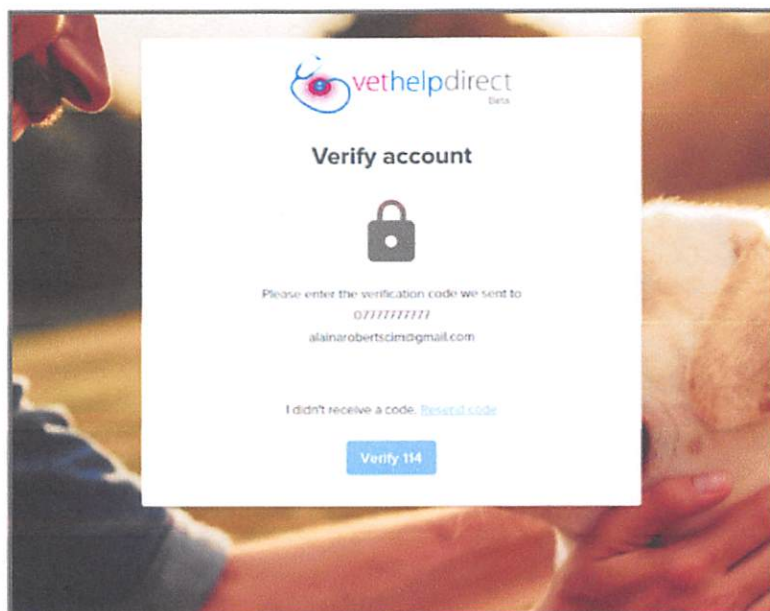 vethelpdirect
Beta
Verify account
Please enter the verification code we sent to
07777777777
alainarobertscim@gmail.com
I didn't receive a code. Resend code
Verify 114